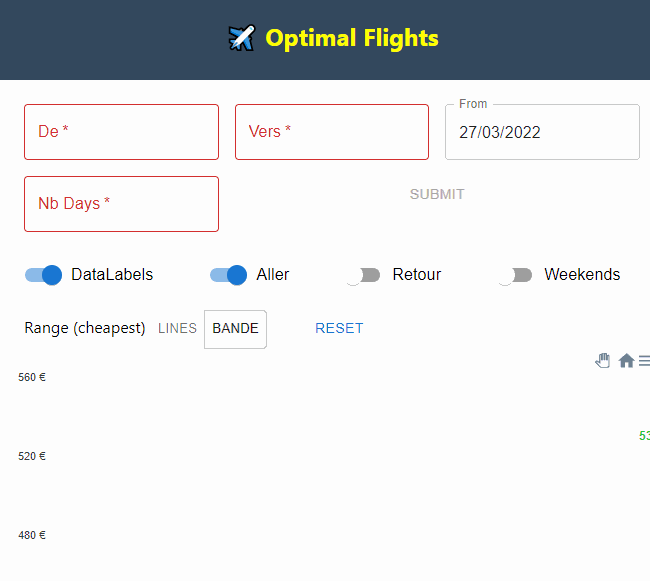 Optimal Flights
De *
Vers *
From
27/03/2022
Nb Days *
SUBMIT
DataLabels
Aller
Retour
Weekends
Range (cheapest) LINES BANDE RESET
560 €
53
520 €
480 €